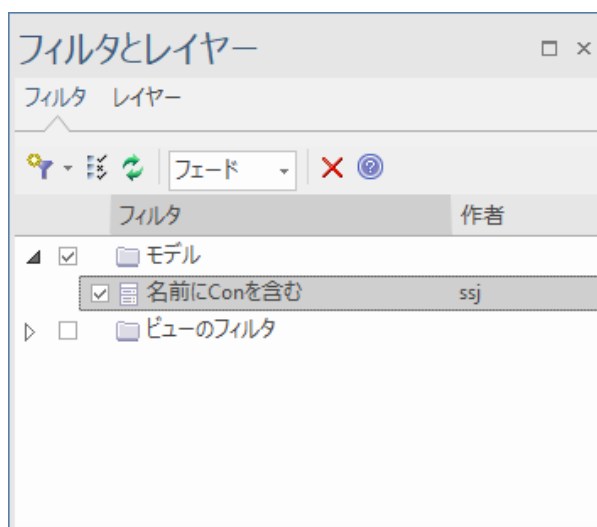 フィルタとレイヤー
フィルタ レイヤー
フェード
フィルタ 作者
モデル
名前にConを含む ssj
ビューのフィルタ